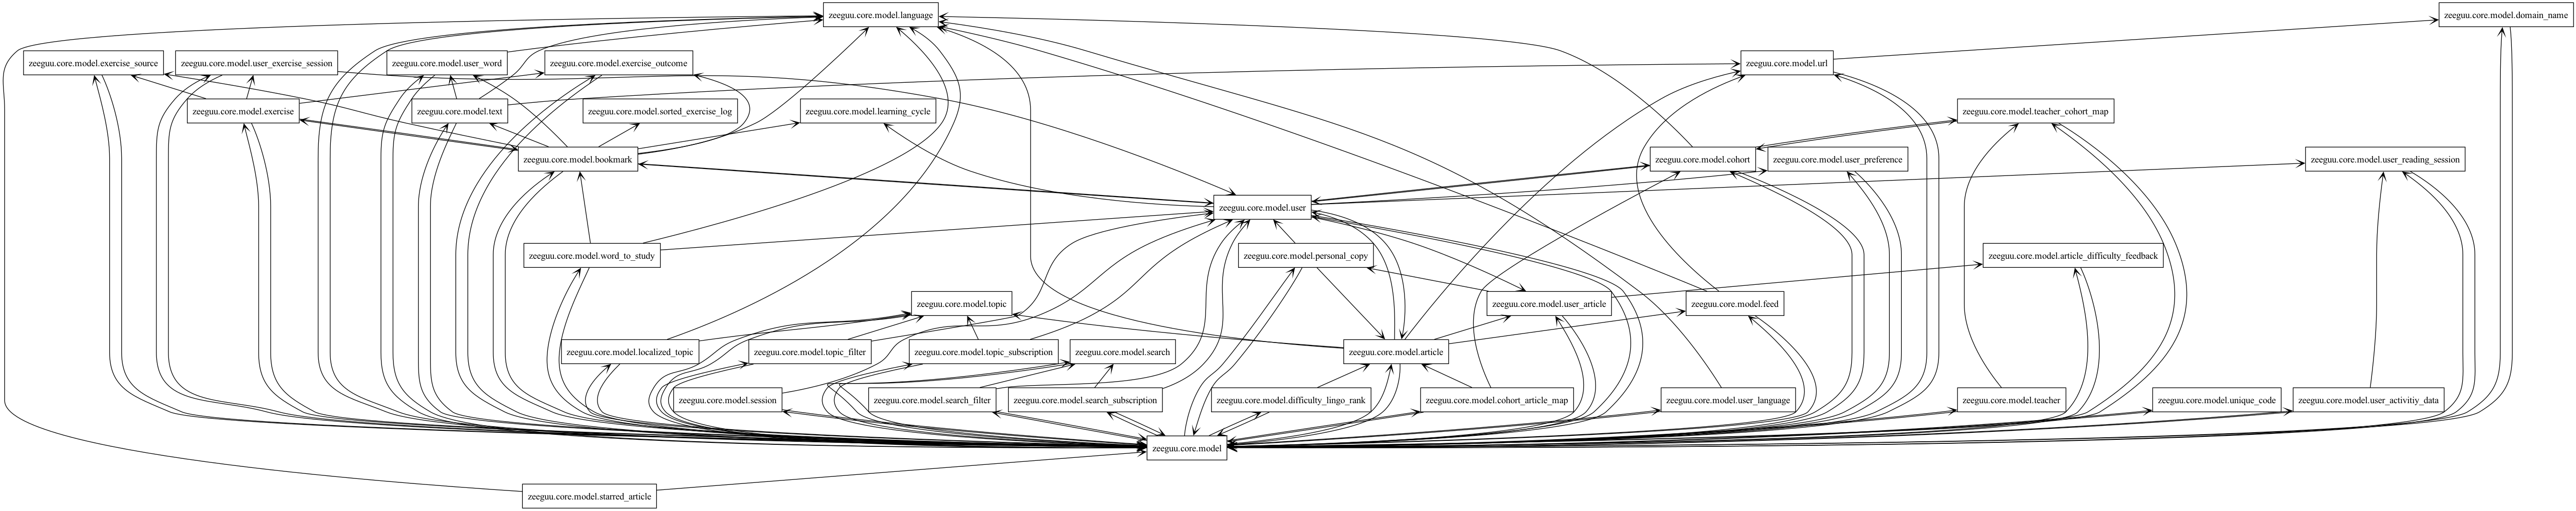 zeeguu.core.model.language
zeeguu.core.model.domain_name
zeeguu.core.model.exercise_source
zeeguu.core.model.user_exercise_session
zeeguu.core.model.user_word
zeeguu.core.model.exercise_outcome
zeeguu.core.model.url
zeeguu.core.model.exercise
zeeguu.core.model.text
zeeguu.core.model.sorted_exercise_log
zeeguu.core.model.learning_cycle
zeeguu.core.model.teacher_cohort_map
zeeguu.core.model.bookmark
zeeguu.core.model.cohort
zeeguu.core.model.user_preference
zeeguu.core.model.user_reading_session
zeeguu.core.model.user
zeeguu.core.model.word_to_study
zeeguu.core.model.personal_copy
zeeguu.core.model.article_difficulty_feedback
zeeguu.core.model.topic
zeeguu.core.model.user_article
zeeguu.core.model.feed
zeeguu.core.model.localized_topic
zeeguu.core.model.topic_filter
zeeguu.core.model.topic_subscription
zeeguu.core.model.search
zeeguu.core.model.article
zeeguu.core.model.session
zeeguu.core.model.search_filter
zeeguu.core.model.search_subscription
zeeguu.core.model.difficulty_lingo_rank
zeeguu.core.model.cohort_article_map
zeeguu.core.model.user_language
zeeguu.core.model.teacher
zeeguu.core.model.unique_code
zeeguu.core.model.user_activitiy_data
zeeguu.core.model
zeeguu.core.model.starred_article